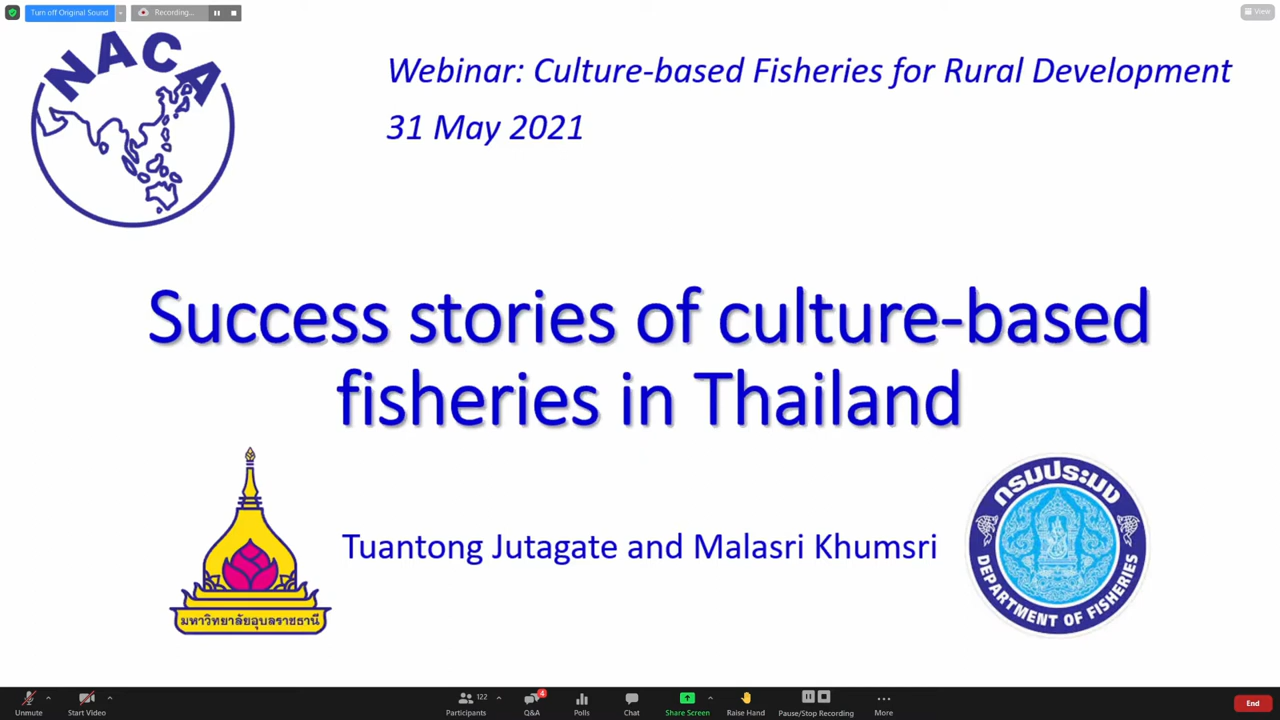 Turn off Original Sound
Recording...
View
NACA
Webinar: Culture-based Fisheries for Rural Development
31 May 2021
Success stories of culture-based
fisheries in Thailand
Tuantong Jutagate and Malasri Khumsri
มหาวิทยาลัยอุบลราชธานี
กรมประมง
DEPARTMENT OF FISHERIES
Unmute
Start Video
122
Participants
4
Q&A
Polls
Chat
Share Screen
Raise Hand
Pause/Stop Recording
More
End